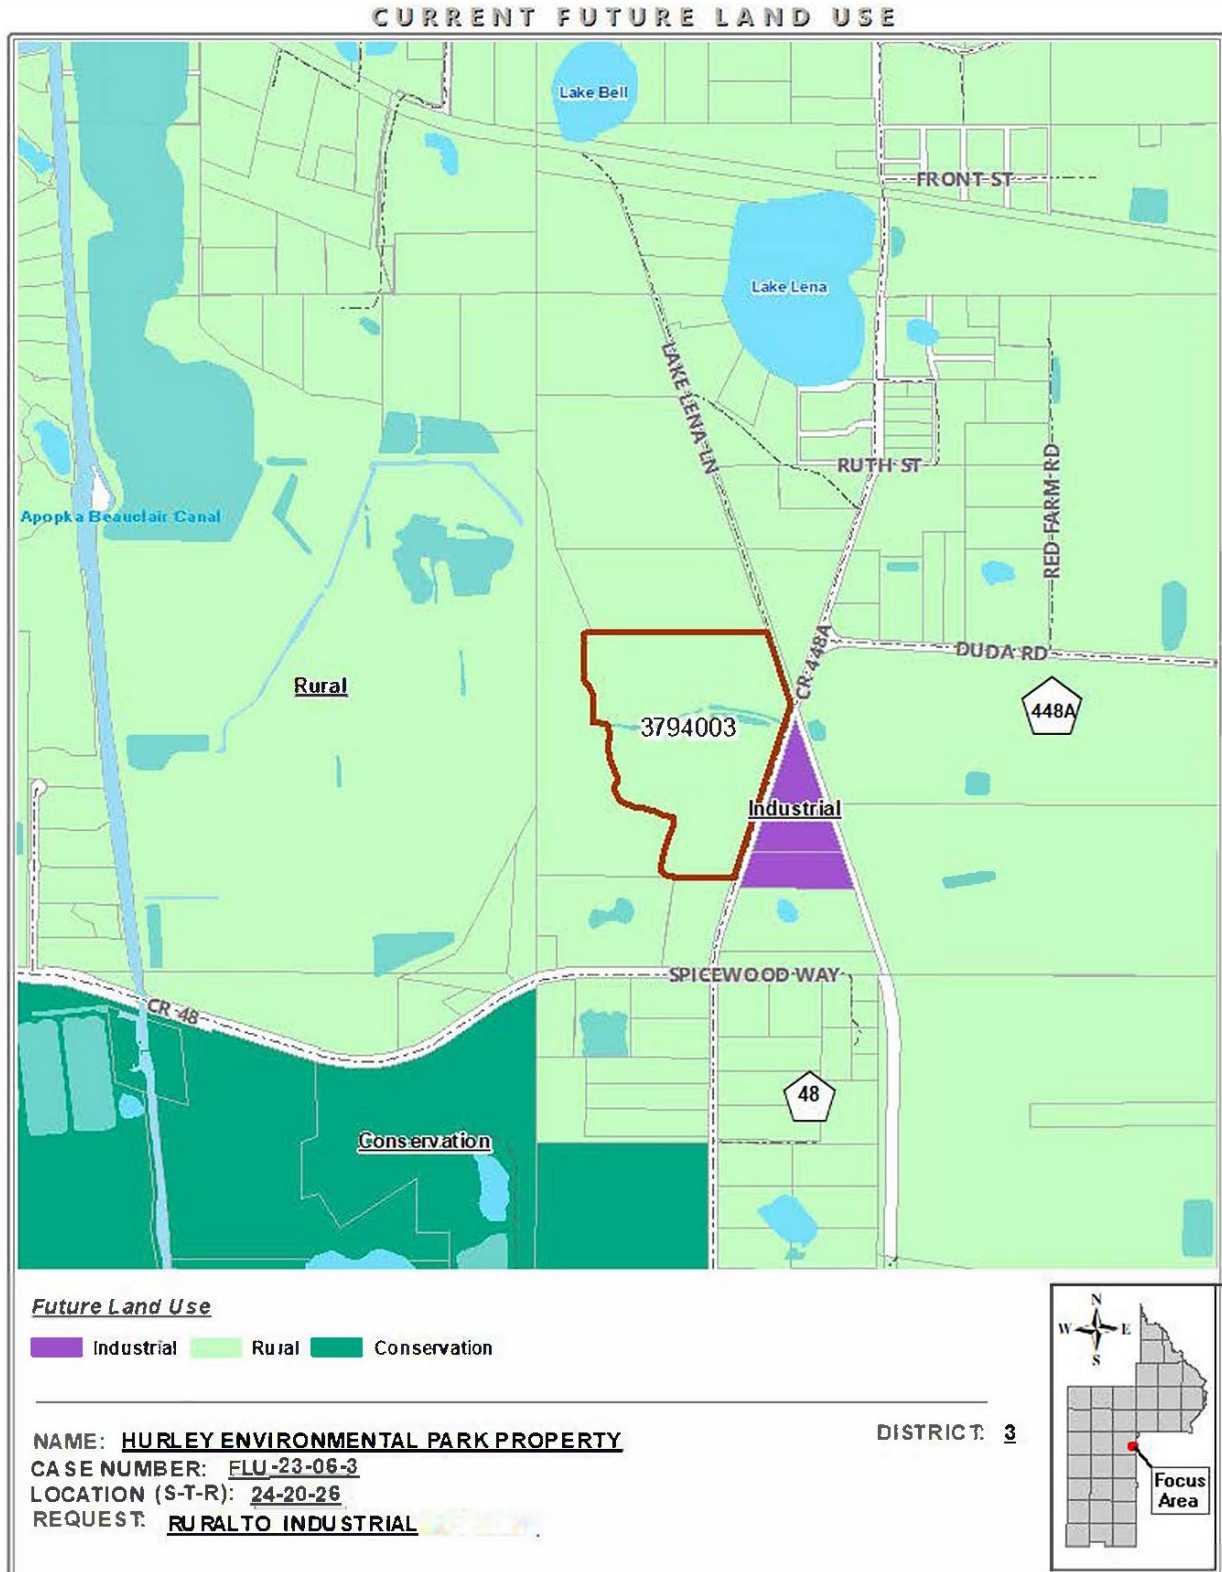 CURRENT FUTURE LAND USE
Lake Bell
FRONT ST
Lake Lena
LAKE LENA LN
RUTH ST
RED FARM RD
Apopka Beauclair Canal
CR 448A
DUDA RD
Rural
448A
3794003
Industrial
SPICEWOOD WAY
CR 48
48
Conservation
Future Land Use
Industrial Rural Conservation
N
W E
S
NAME: HURLEY ENVIRONMENTAL PARK PROPERTY
DISTRICT: 3
CASE NUMBER: FLU-23-06-3
LOCATION (S-T-R): 24-20-26
REQUEST: RURALTO INDUSTRIAL
Focus
Area